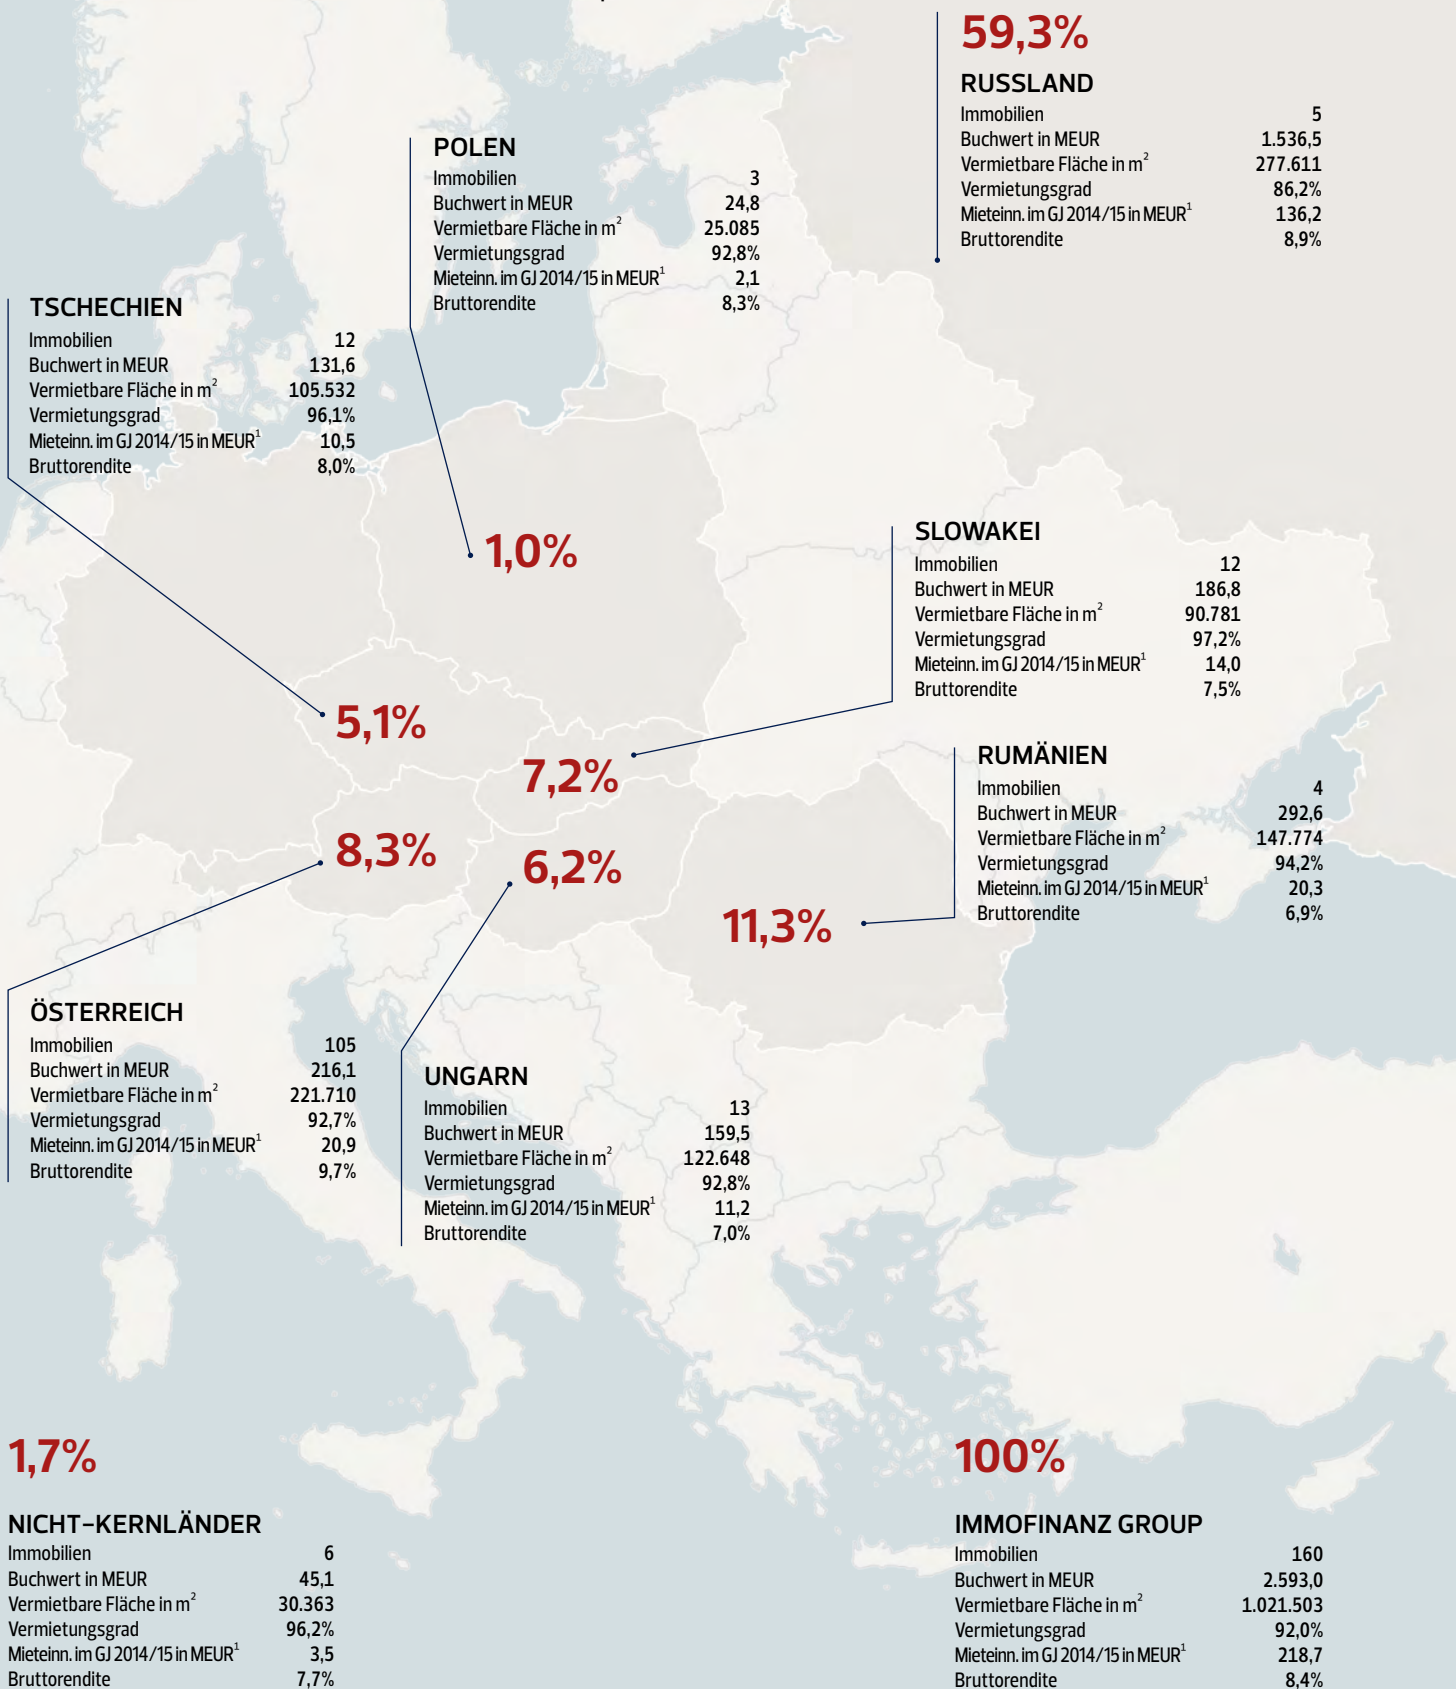 59,3%
RUSSLAND
Immobilien 5
Buchwert in MEUR 1.536,5
Vermietbare Fläche in m² 277.611
Vermietungsgrad 86,2%
Mieteinn. im GJ 2014/15 in MEUR¹ 136,2
Bruttorendite 8,9%
POLEN
Immobilien 3
Buchwert in MEUR 24,8
Vermietbare Fläche in m² 25.085
Vermietungsgrad 92,8%
Mieteinn. im GJ 2014/15 in MEUR¹ 2,1
Bruttorendite 8,3%
1,0%
TSCHECHIEN
Immobilien 12
Buchwert in MEUR 131,6
Vermietbare Fläche in m² 105.532
Vermietungsgrad 96,1%
Mieteinn. im GJ 2014/15 in MEUR¹ 10,5
Bruttorendite 8,0%
5,1%
SLOWAKEI
Immobilien 12
Buchwert in MEUR 186,8
Vermietbare Fläche in m² 90.781
Vermietungsgrad 97,2%
Mieteinn. im GJ 2014/15 in MEUR¹ 14,0
Bruttorendite 7,5%
7,2%
RUMÄNIEN
Immobilien 4
Buchwert in MEUR 292,6
Vermietbare Fläche in m² 147.774
Vermietungsgrad 94,2%
Mieteinn. im GJ 2014/15 in MEUR¹ 20,3
Bruttorendite 6,9%
11,3%
8,3%
ÖSTERREICH
Immobilien 105
Buchwert in MEUR 216,1
Vermietbare Fläche in m² 221.710
Vermietungsgrad 92,7%
Mieteinn. im GJ 2014/15 in MEUR¹ 20,9
Bruttorendite 9,7%
6,2%
UNGARN
Immobilien 13
Buchwert in MEUR 159,5
Vermietbare Fläche in m² 122.648
Vermietungsgrad 92,8%
Mieteinn. im GJ 2014/15 in MEUR¹ 11,2
Bruttorendite 7,0%
1,7%
NICHT-KERNLÄNDER
Immobilien 6
Buchwert in MEUR 45,1
Vermietbare Fläche in m² 30.363
Vermietungsgrad 96,2%
Mieteinn. im GJ 2014/15 in MEUR¹ 3,5
Bruttorendite 7,7%
100%
IMMOFINANZ GROUP
Immobilien 160
Buchwert in MEUR 2.593,0
Vermietbare Fläche in m² 1.021.503
Vermietungsgrad 92,0%
Mieteinn. im GJ 2014/15 in MEUR¹ 218,7
Bruttorendite 8,4%